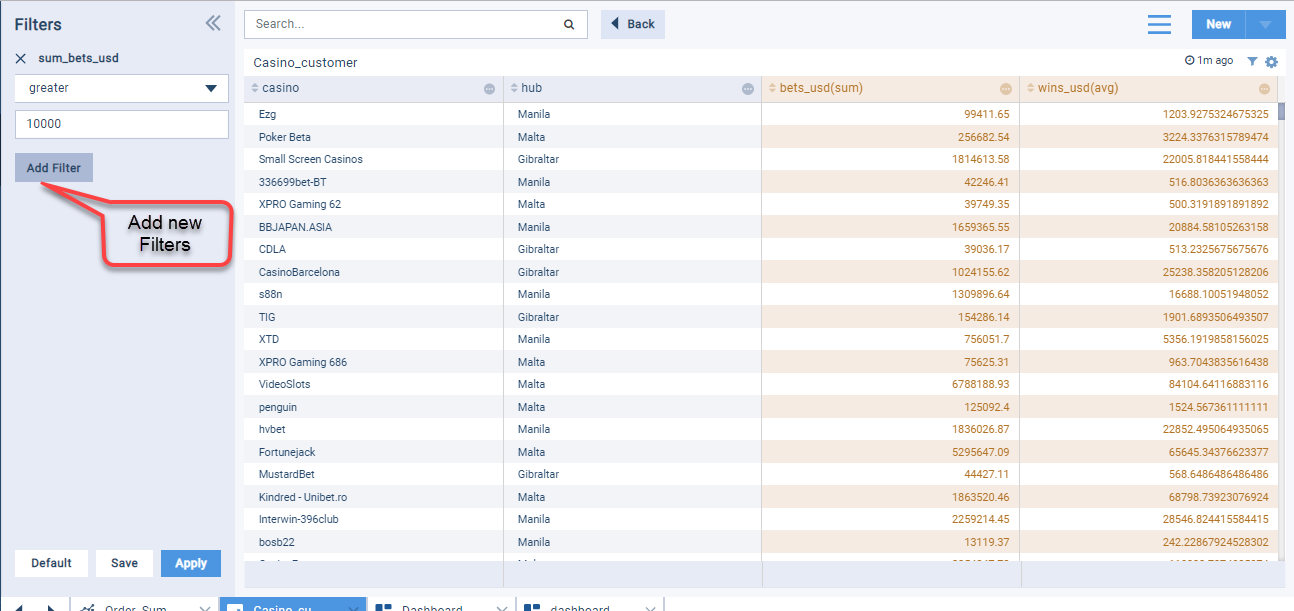 Filters
sum_bets_usd
greater
10000
Add Filter
Add new
Filters
Default Save Apply
Search... Back New
Casino_customer 1m ago
casino hub bets_usd(sum) wins_usd(avg)
Ezg Manila 99411.65 1203.9275324675325
Poker Beta Malta 256682.54 3224.3376315789474
Small Screen Casinos Gibraltar 1814613.58 22005.818441558444
336699bet-BT Manila 42246.41 516.8036363636363
XPRO Gaming 62 Malta 39749.35 500.3191891891892
BBJAPAN.ASIA Manila 1659365.55 20884.58105263158
CDLA Gibraltar 39036.17 513.2325675675676
CasinoBarcelona Gibraltar 1024155.62 25238.358205128206
s88n Manila 1309896.64 16688.10051948052
TIG Gibraltar 154286.14 1901.6893506493507
XTD Manila 756051.7 5356.1919858156025
XPRO Gaming 686 Malta 75625.31 963.7043835616438
VideoSlots Malta 6788188.93 84104.64116883116
penguin Malta 125092.4 1524.567361111111
hvbet Manila 1836026.87 22852.495064935065
Fortunejack Malta 5295647.09 65645.34376623377
MustardBet Gibraltar 44427.11 568.6486486486486
Kindred - Unibet.ro Malta 1863520.46 68798.73923076924
Interwin-396club Manila 2259214.45 28546.824415584415
bosb22 Manila 13119.37 242.22867924528302
Order_Sum Casino_cu Dashboard dashboard